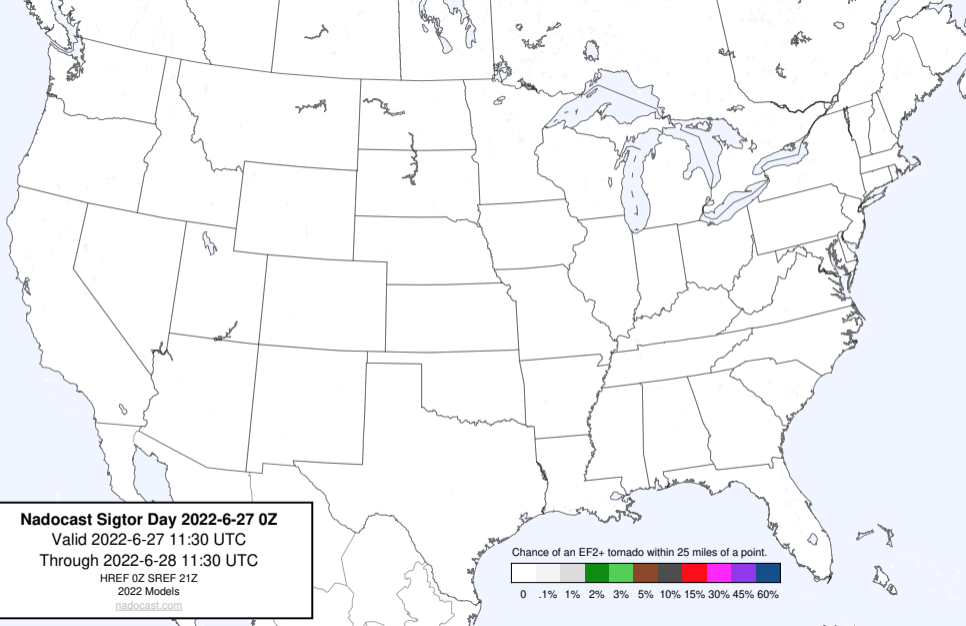 Nadocast Sigtor Day 2022-6-27 0Z
Valid 2022-6-27 11:30 UTC
Through 2022-6-28 11:30 UTC
HREF 0Z SREF 21Z
2022 Models
nadocast.com
Chance of an EF2+ tornado within 25 miles of a point.
0 .1% 1% 2% 3% 5% 10% 15% 30% 45% 60%